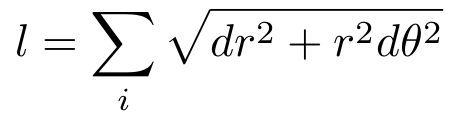 l = \sum_{i} \sqrt{dr^2 + r^2 d\theta^2}